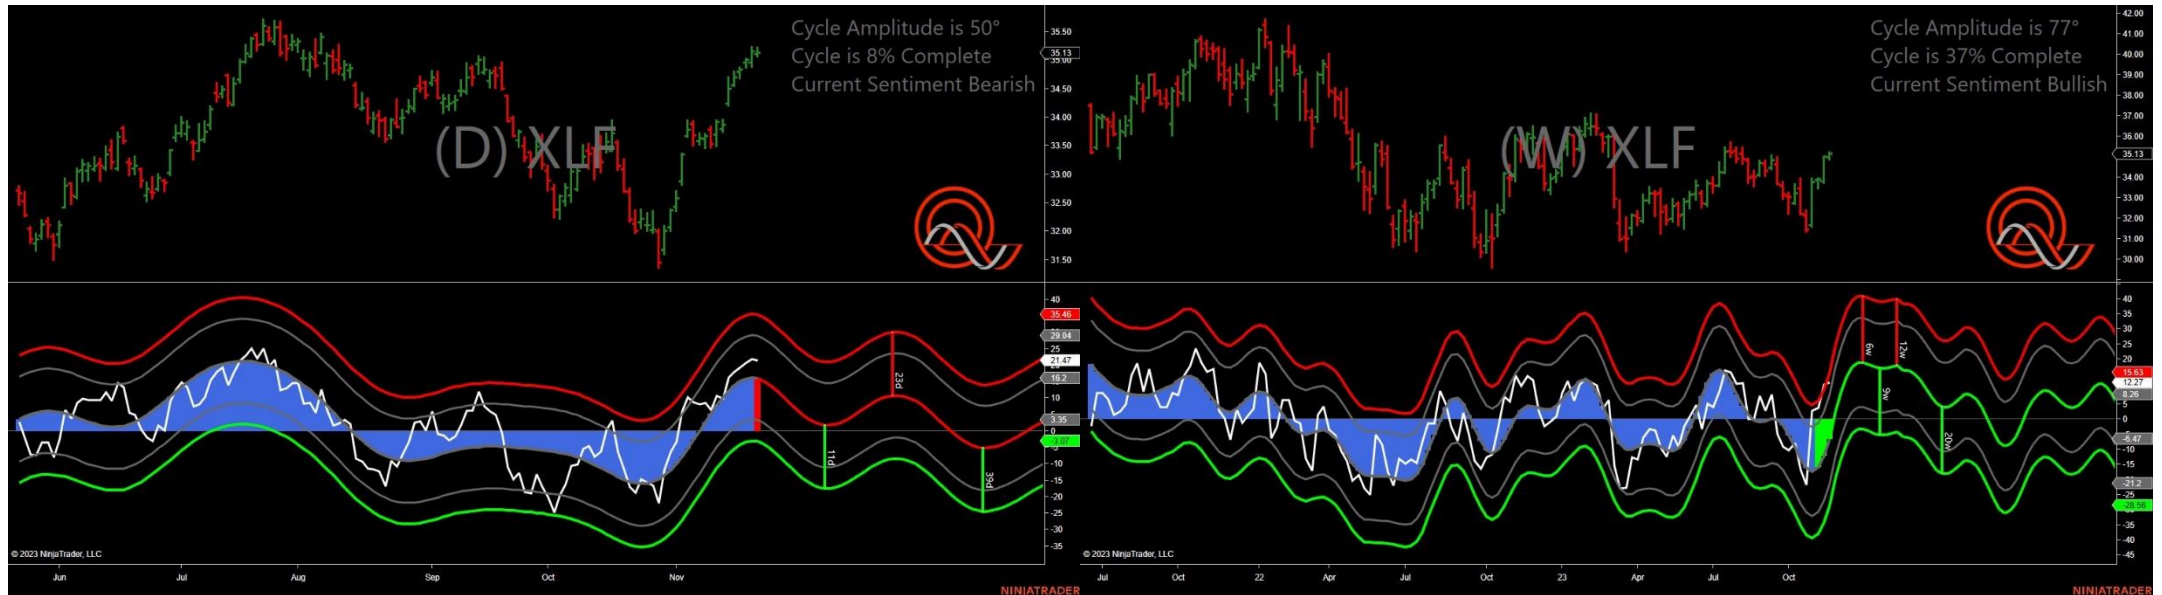 Cycle Amplitude is 50°
Cycle is 8% Complete
Current Sentiment Bearish
(D) XLF
35.50
35.13
35.00
34.50
34.00
33.50
33.00
32.50
32.00
31.50
40
35.46
29.04
25
21.47
16.2
10
5
3.35
0
-3.07
-5
-10
-15
-20
-25
-30
-35
11d
23d
39d
© 2023 NinjaTrader, LLC
Jun
Jul
Aug
Sep
Oct
Nov
NINJATRADER
Cycle Amplitude is 77°
Cycle is 37% Complete
Current Sentiment Bullish
(W) XLF
42.00
41.00
40.00
39.00
38.00
37.00
36.00
35.13
34.00
33.00
32.00
31.00
30.00
40
35
30
25
20
15.63
12.27
8.26
5
0
-6.47
-10
-15
-21.2
-25
-28.56
-35
-40
-45
6w
12w
9w
20w
© 2023 NinjaTrader, LLC
Jul
Oct
22
Apr
Jul
Oct
23
Apr
Jul
Oct
NINJATRADER